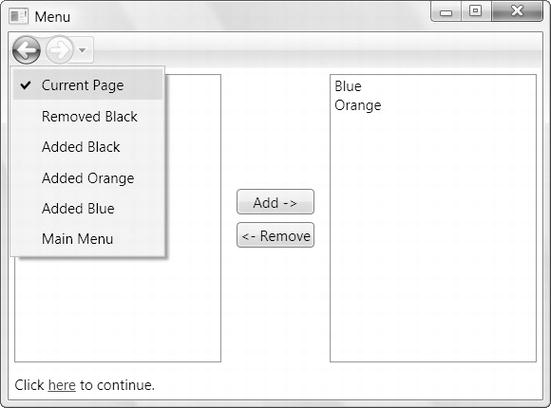 Menu
Current Page
Removed Black
Added Black
Added Orange
Added Blue
Main Menu
Add ->
<- Remove
Blue
Orange
Click here to continue.